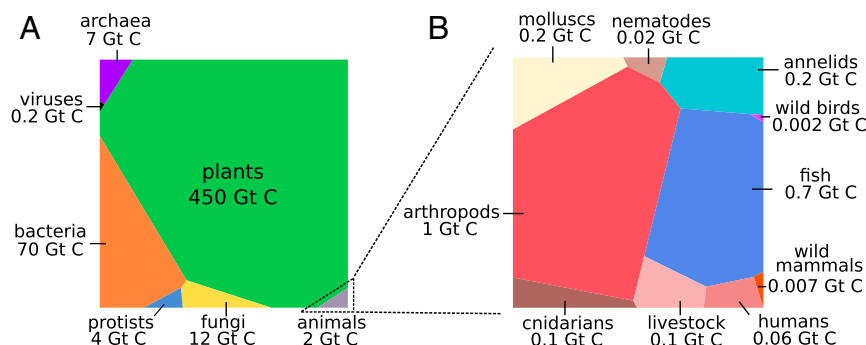 A
archaea
7 Gt C
viruses
0.2 Gt C
plants
450 Gt C
bacteria
70 Gt C
protists
4 Gt C
fungi
12 Gt C
animals
2 Gt C
B
molluscs
0.2 Gt C
nematodes
0.02 Gt C
annelids
0.2 Gt C
wild birds
0.002 Gt C
fish
0.7 Gt C
arthropods
1 Gt C
wild
mammals
0.007 Gt C
cnidarians
0.1 Gt C
livestock
0.1 Gt C
humans
0.06 Gt C